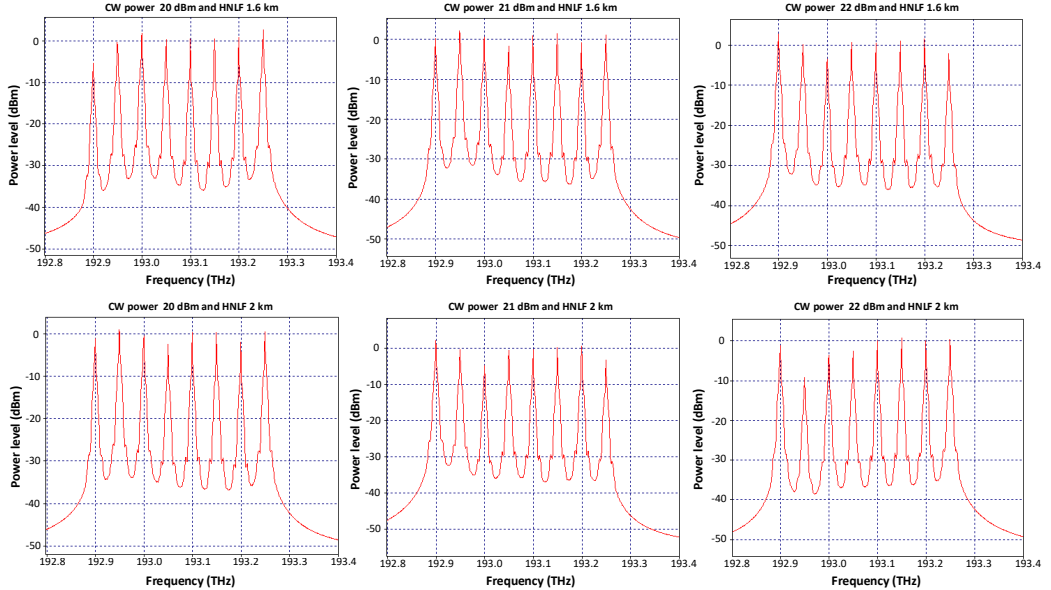 CW power 20 dBm and HNLF 1.6 km
Power level (dBm)
0
-10
-20
-30
-40
-50
192.8 192.9 193.0 193.1 193.2 193.3 193.4
Frequency (THz)
CW power 21 dBm and HNLF 1.6 km
Power level (dBm)
0
-10
-20
-30
-40
-50
192.8 192.9 193.0 193.1 193.2 193.3 193.4
Frequency (THz)
CW power 22 dBm and HNLF 1.6 km
Power level (dBm)
0
-10
-20
-30
-40
-50
192.8 192.9 193.0 193.1 193.2 193.3 193.4
Frequency (THz)
CW power 20 dBm and HNLF 2 km
Power level (dBm)
0
-10
-20
-30
-40
-50
192.8 192.9 193.0 193.1 193.2 193.3 193.4
Frequency (THz)
CW power 21 dBm and HNLF 2 km
Power level (dBm)
0
-10
-20
-30
-40
-50
192.8 192.9 193.0 193.1 193.2 193.3 193.4
Frequency (THz)
CW power 22 dBm and HNLF 2 km
Power level (dBm)
0
-10
-20
-30
-40
-50
192.8 192.9 193.0 193.1 193.2 193.3 193.4
Frequency (THz)